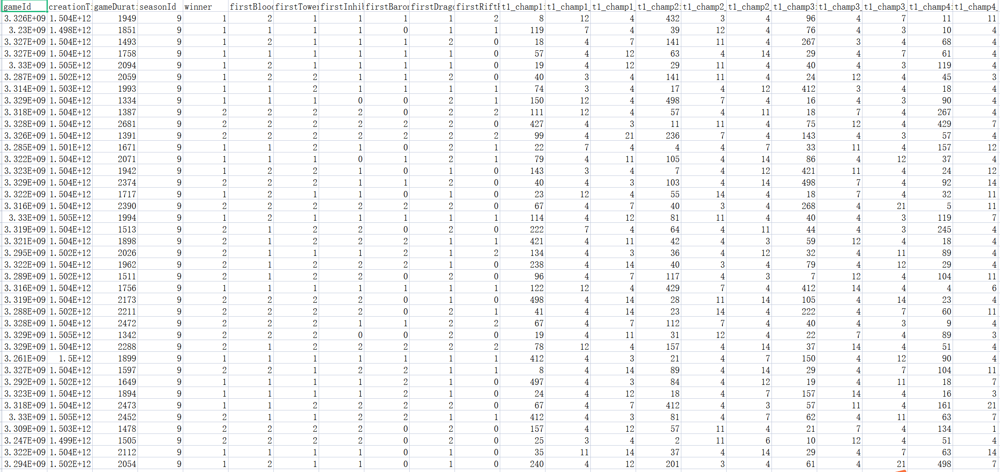 gameId creationTi gameDurati seasonId winner firstBlood firstTower firstInhib firstBaron firstDrago firstRiftH t1_champ1i t1_champ1_ t1_champ1_ t1_champ2i t1_champ2_ t1_champ2_ t1_champ3i t1_champ3_ t1_champ3_ t1_champ4i t1_champ4_
3.326E+09 1.504E+12 1949 9 1 2 1 1 1 1 2 8 12 4 432 3 4 96 4 7 11 11
3.23E+09 1.498E+12 1851 9 1 1 1 1 0 1 1 119 7 4 39 12 4 76 4 3 10 4
3.327E+09 1.504E+12 1493 9 1 2 1 1 1 2 0 18 4 7 141 11 4 267 3 4 68 4
3.327E+09 1.504E+12 1758 9 1 1 1 1 1 1 0 57 4 12 63 4 14 29 4 7 61 4
3.33E+09 1.505E+12 2094 9 1 2 1 1 1 1 0 19 4 12 29 11 4 40 4 3 119 4
3.287E+09 1.502E+12 2059 9 1 2 2 1 1 2 0 40 3 4 141 11 4 24 12 4 45 3
3.314E+09 1.503E+12 1993 9 1 1 2 1 1 1 1 74 3 4 17 4 12 412 3 4 18 4
3.329E+09 1.504E+12 1334 9 1 1 1 0 0 2 1 150 12 4 498 7 4 16 4 3 90 4
3.318E+09 1.504E+12 1387 9 2 2 2 2 0 2 2 111 12 4 57 4 11 18 7 4 267 4
3.328E+09 1.504E+12 2681 9 2 2 2 2 2 2 0 427 4 3 11 11 4 75 12 4 429 7
3.326E+09 1.504E+12 1391 9 2 2 2 2 2 2 2 99 4 21 236 7 4 143 4 3 57 4
3.285E+09 1.501E+12 1671 9 1 1 2 1 0 2 1 22 7 4 4 4 7 33 11 4 157 12
3.322E+09 1.504E+12 2071 9 1 1 1 0 1 2 1 79 4 11 105 4 14 86 4 12 37 4
3.323E+09 1.504E+12 1942 9 1 2 2 1 0 1 0 143 3 4 7 4 12 421 11 4 24 12
3.329E+09 1.504E+12 2374 9 2 2 2 1 1 2 0 40 4 3 103 4 14 498 7 4 92 14
3.322E+09 1.504E+12 1717 9 1 2 1 1 0 1 0 23 12 4 55 14 4 18 7 4 32 11
3.316E+09 1.504E+12 2390 9 2 2 2 2 2 2 0 67 4 7 40 3 4 268 4 21 5 11
3.33E+09 1.505E+12 1994 9 1 2 1 1 1 1 1 114 4 12 81 11 4 40 4 3 119 7
3.319E+09 1.504E+12 1513 9 2 1 2 2 0 2 0 222 7 4 64 4 11 44 4 3 245 4
3.321E+09 1.504E+12 1898 9 2 1 2 2 2 1 1 421 4 11 42 4 3 59 12 4 18 4
3.295E+09 1.502E+12 2026 9 2 1 1 1 2 1 2 134 4 3 36 4 12 32 4 11 89 4
3.322E+09 1.504E+12 1962 9 2 1 2 2 2 1 0 238 4 14 40 3 4 79 4 12 29 4
3.289E+09 1.502E+12 1511 9 2 1 2 2 0 2 0 96 4 7 117 4 3 7 12 4 104 11
3.316E+09 1.504E+12 1756 9 1 1 1 1 1 1 1 122 12 4 429 7 4 412 14 4 4 6
3.319E+09 1.504E+12 2173 9 2 2 2 2 0 1 0 498 4 14 28 11 14 105 4 14 23 4
3.288E+09 1.502E+12 2211 9 2 2 2 2 0 2 1 41 4 14 23 14 4 222 4 7 60 11
3.328E+09 1.504E+12 2472 9 2 2 2 1 1 2 2 67 4 7 112 7 4 40 4 3 9 4
3.329E+09 1.505E+12 1342 9 2 2 2 0 0 2 0 19 4 11 31 12 4 22 7 4 89 3
3.329E+09 1.504E+12 2288 9 2 1 2 2 2 2 2 78 12 4 157 4 14 37 14 4 51 4
3.261E+09 1.5E+12 1899 9 1 1 1 1 1 1 1 412 4 3 21 4 7 150 4 12 90 4
3.327E+09 1.504E+12 1597 9 2 2 1 2 2 1 1 8 4 14 89 4 14 29 4 7 104 11
3.292E+09 1.502E+12 1649 9 1 1 1 1 2 1 0 497 4 3 84 4 12 19 4 11 18 7
3.323E+09 1.504E+12 1894 9 1 1 1 1 2 1 0 24 4 12 18 4 7 157 14 4 16 3
3.318E+09 1.504E+12 2473 9 1 1 2 2 2 2 0 67 4 7 412 4 3 57 11 4 161 21
3.33E+09 1.505E+12 2452 9 2 1 1 2 2 1 1 412 4 3 81 4 7 62 4 11 63 7
3.309E+09 1.503E+12 1478 9 2 2 2 2 0 2 0 157 4 12 57 11 4 21 7 4 134 1
3.247E+09 1.499E+12 1505 9 2 2 2 2 0 2 0 25 3 4 2 11 6 10 12 4 51 4
3.322E+09 1.504E+12 2112 9 1 1 1 1 0 1 0 35 11 14 37 4 14 29 4 7 63 14
3.294E+09 1.502E+12 2054 9 1 2 1 1 0 1 0 240 4 12 201 3 4 61 4 21 498 7